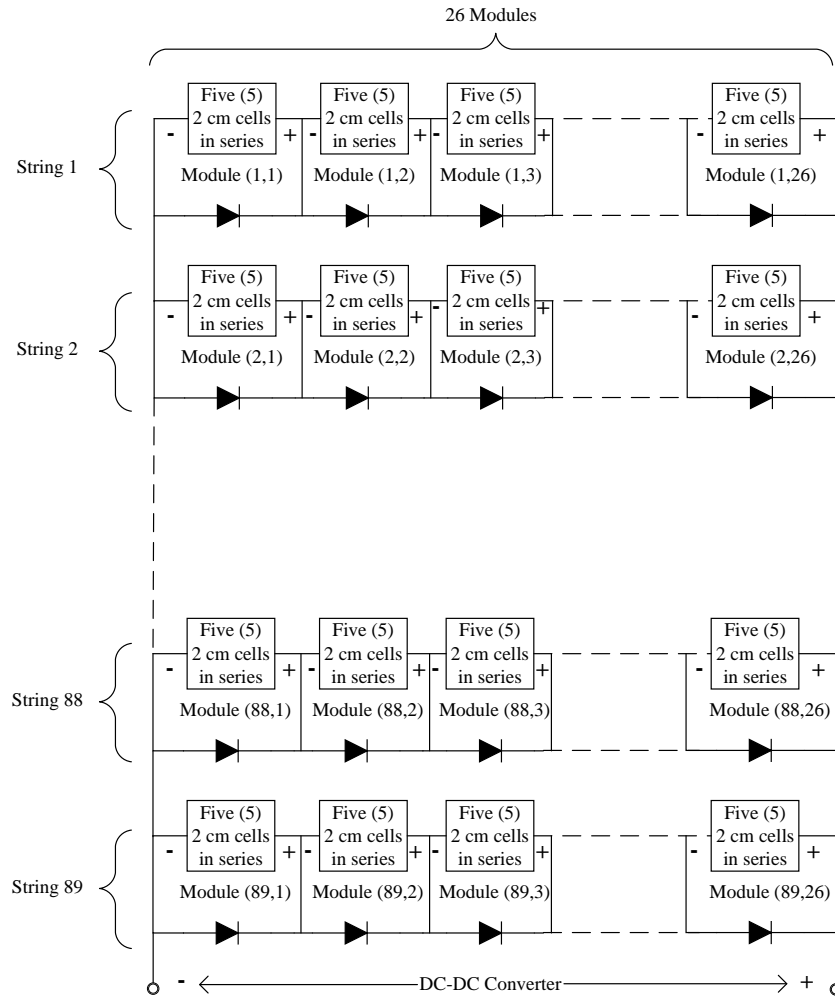 26 Modules
Five (5) Five (5) Five (5) Five (5)
2 cm cells 2 cm cells 2 cm cells 2 cm cells
- in series + - in series + - in series + - in series +
String 1
Module (1,1) Module (1,2) Module (1,3) Module (1,26)
Five (5) Five (5) Five (5) Five (5)
2 cm cells 2 cm cells 2 cm cells 2 cm cells
- in series + - in series + - in series + - in series +
String 2
Module (2,1) Module (2,2) Module (2,3) Module (2,26)
Five (5) Five (5) Five (5) Five (5)
2 cm cells 2 cm cells 2 cm cells 2 cm cells
- in series + - in series + - in series + - in series +
String 88
Module (88,1) Module (88,2) Module (88,3) Module (88,26)
Five (5) Five (5) Five (5) Five (5)
2 cm cells 2 cm cells 2 cm cells 2 cm cells
- in series + - in series + - in series + - in series +
String 89
Module (89,1) Module (89,2) Module (89,3) Module (89,26)
- DC-DC Converter +